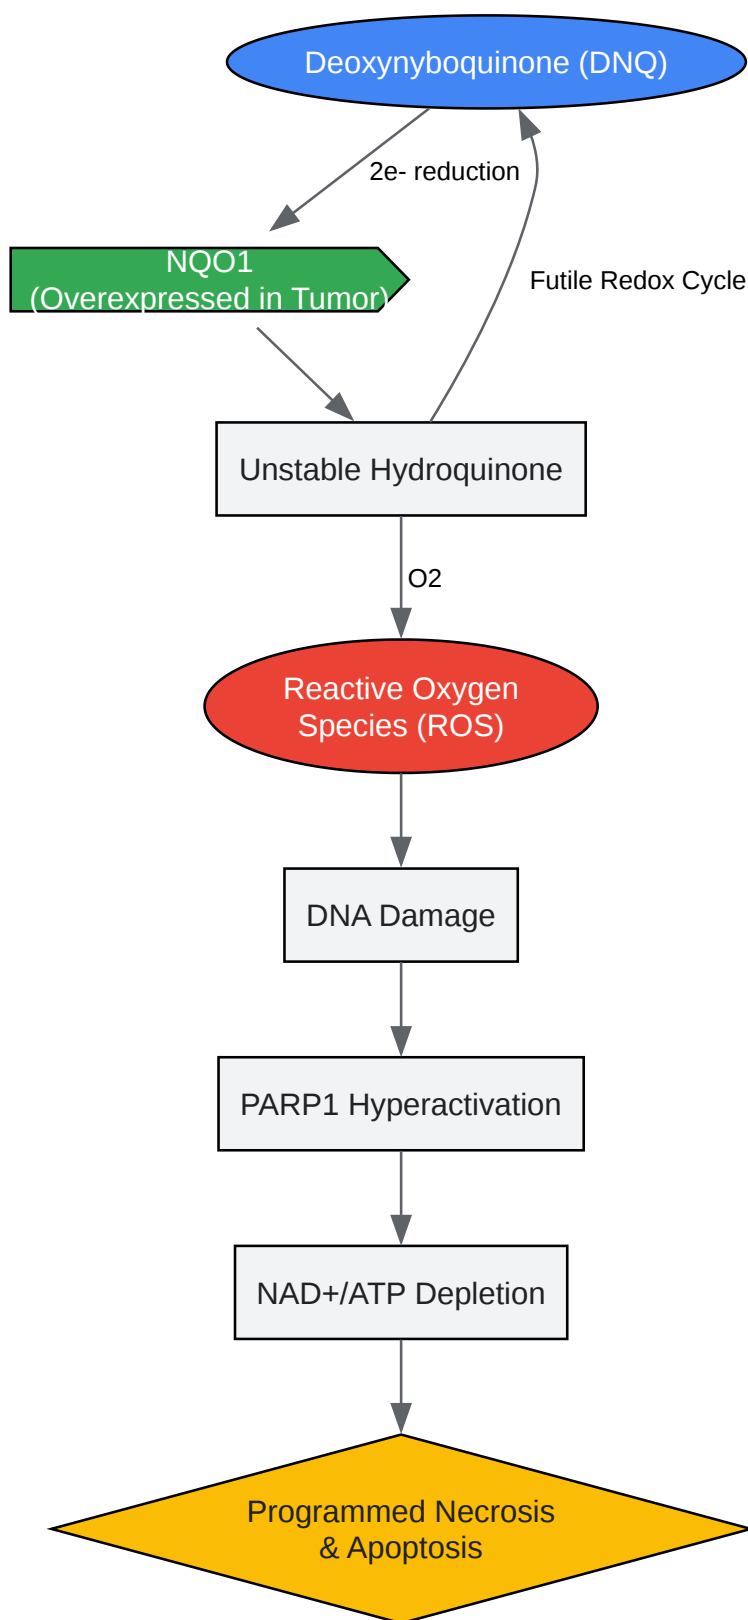 Deoxynyboquinone (DNQ)
2e- reduction
NQO1
(Overexpressed in Tumor)
Futile Redox Cycle
Unstable Hydroquinone
O2
Reactive Oxygen
Species (ROS)
DNA Damage
PARP1 Hyperactivation
NAD+/ATP Depletion
Programmed Necrosis
& Apoptosis